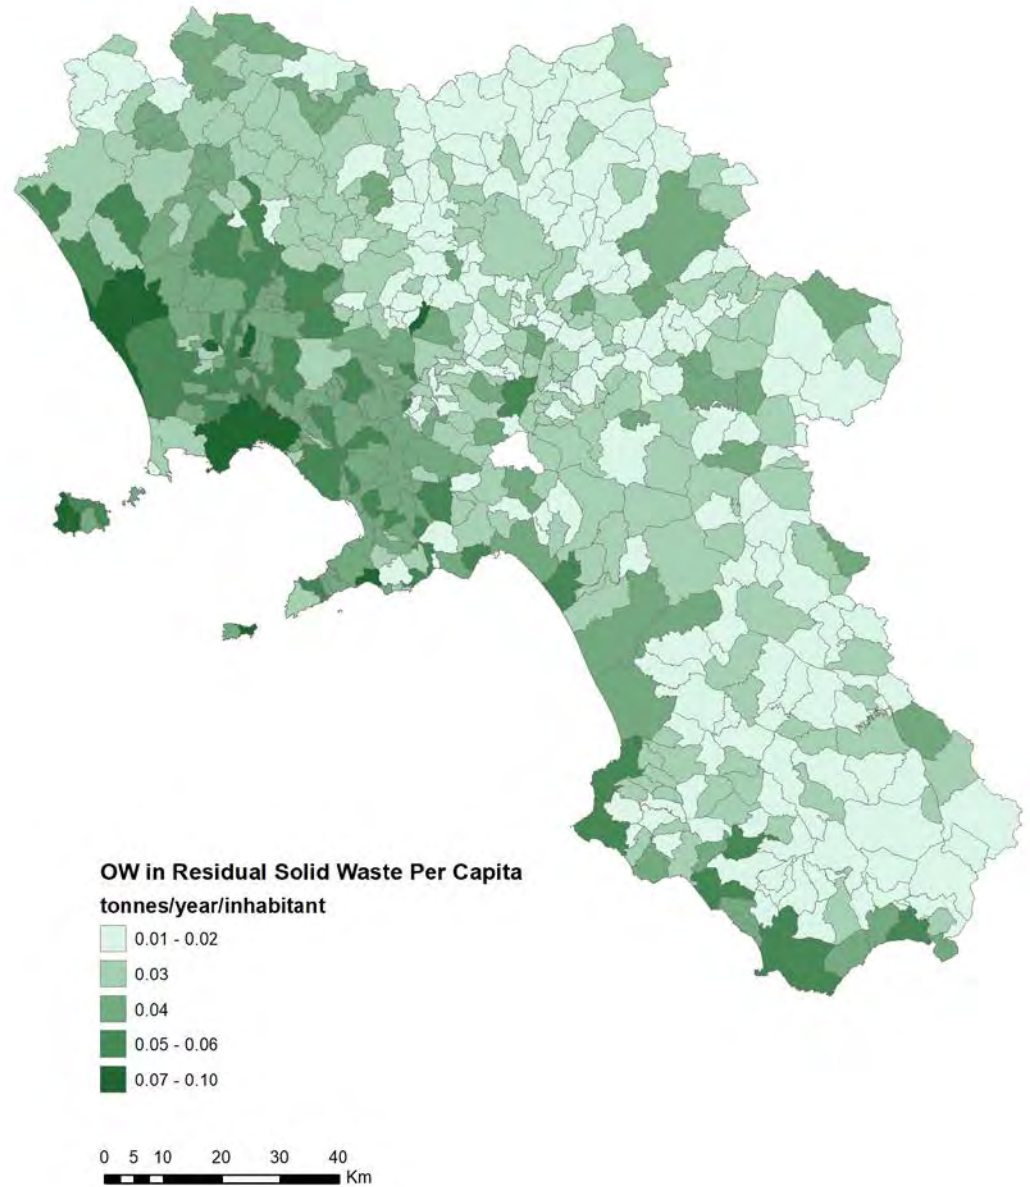 OW in Residual Solid Waste Per Capita
tonnes/year/inhabitant
0.01 - 0.02
0.03
0.04
0.05 - 0.06
0.07 - 0.10
0 5 10 20 30 40
Km